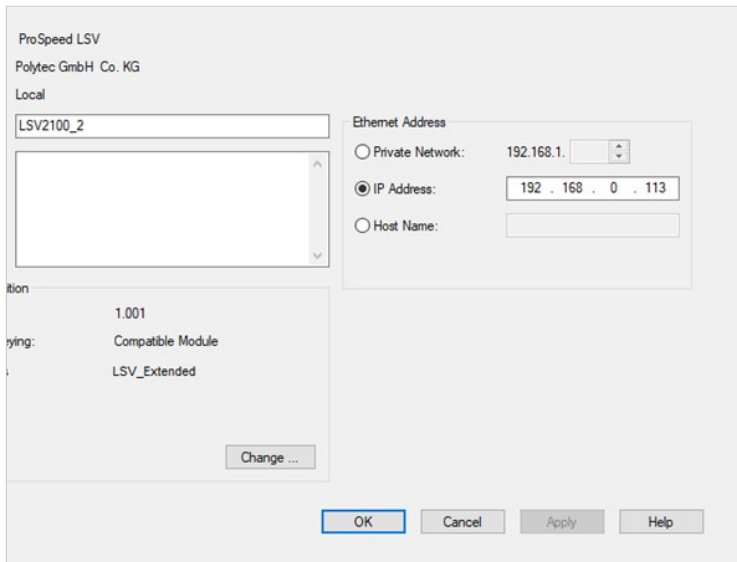 ProSpeed LSV
Polytec GmbH Co. KG
Local
LSV2100_2
Ethernet Address
Private Network: 192.168.1.
IP Address: 192 . 168 . 0 . 113
Host Name:
ition
1.001
eying: Compatible Module
s LSV_Extended
Change ...
OK Cancel Apply Help